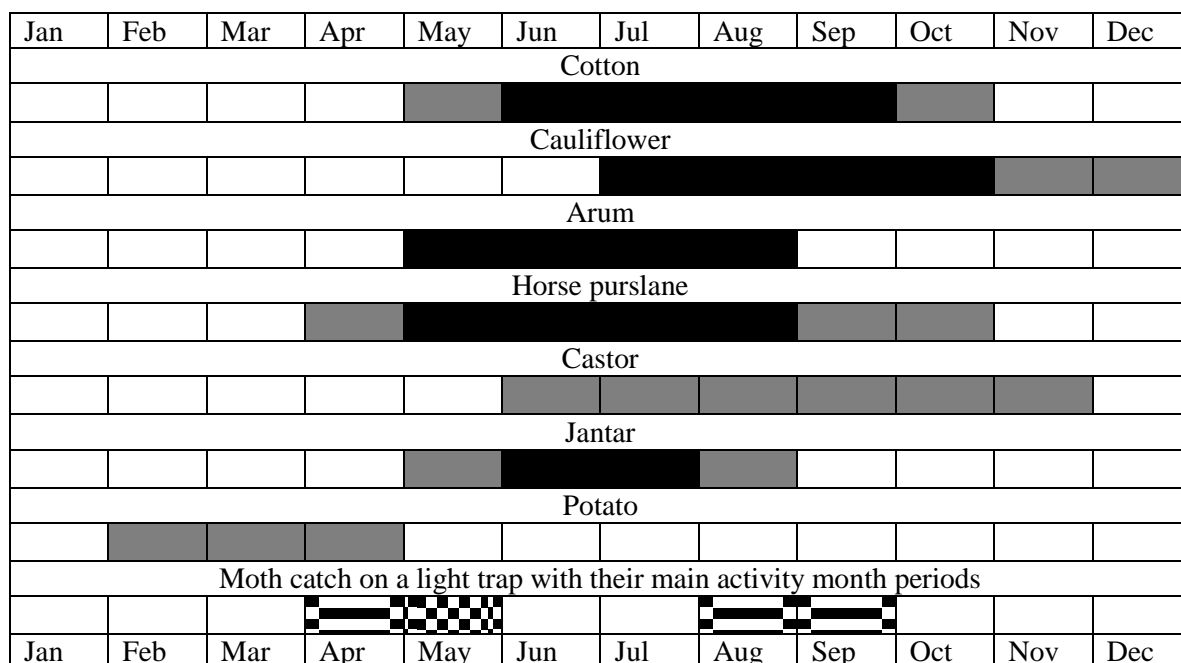 Jan Feb Mar Apr May Jun Jul Aug Sep Oct Nov Dec
Cotton
Cauliflower
Arum
Horse purslane
Castor
Jantar
Potato
Moth catch on a light trap with their main activity month periods
Jan Feb Mar Apr May Jun Jul Aug Sep Oct Nov Dec